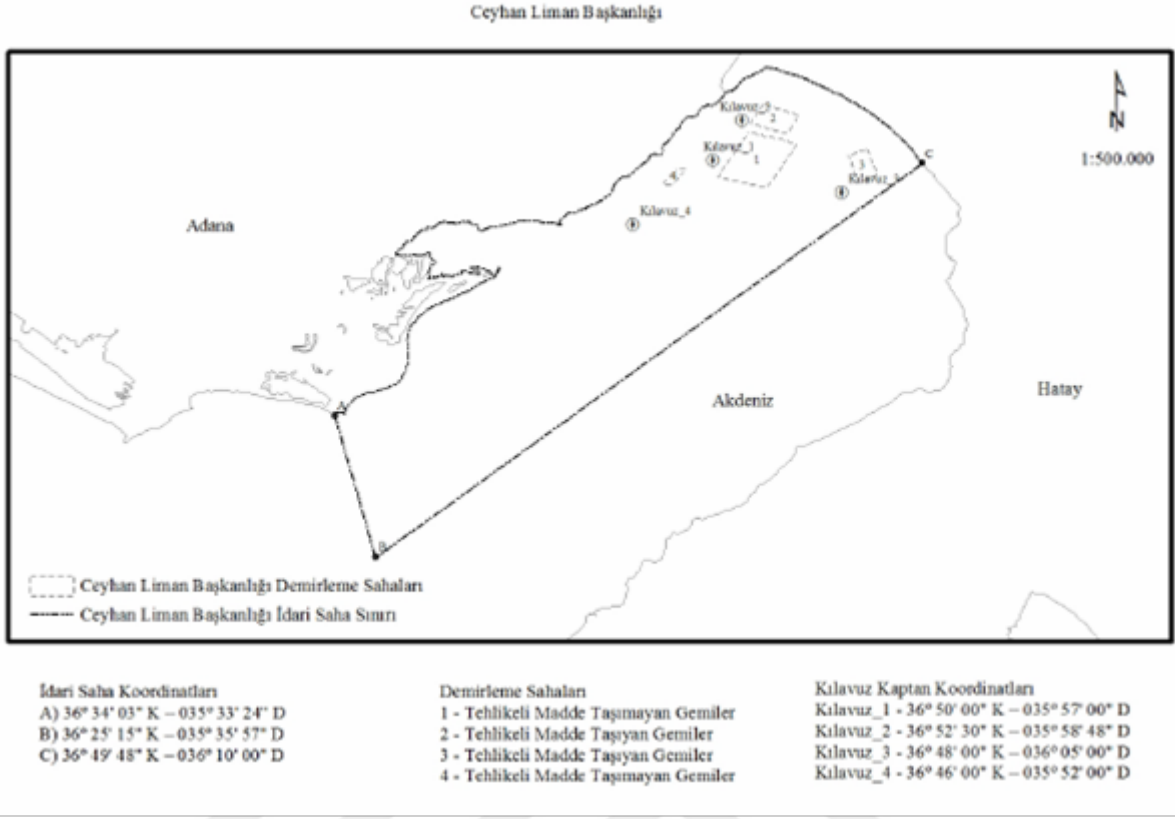 Ceyhan Liman Başkanlığı
N
1:500.000
Kılavuz_
2
Kılavuz_1
1
3
C
Kılavuz_3
Kılavuz_4
Adana
Akdeniz
Hatay
A
B
Ceyhan Liman Başkanlığı Demirleme Sahaları
Ceyhan Liman Başkanlığı İdari Saha Sınırı
İdari Saha Koordinatları
A) 36° 34' 03" K – 035° 33' 24" D
B) 36° 25' 15" K – 035° 35' 57" D
C) 36° 49' 48" K – 036° 10' 00" D
Demirleme Sahaları
1 - Tehlikeli Madde Taşımayan Gemiler
2 - Tehlikeli Madde Taşıyan Gemiler
3 - Tehlikeli Madde Taşıyan Gemiler
4 - Tehlikeli Madde Taşımayan Gemiler
Kılavuz Kaptan Koordinatları
Kılavuz_1 - 36° 50' 00" K – 035° 57' 00" D
Kılavuz_2 - 36° 52' 30" K – 035° 58' 48" D
Kılavuz_3 - 36° 48' 00" K – 036° 05' 00" D
Kılavuz_4 - 36° 46' 00" K – 035° 52' 00" D